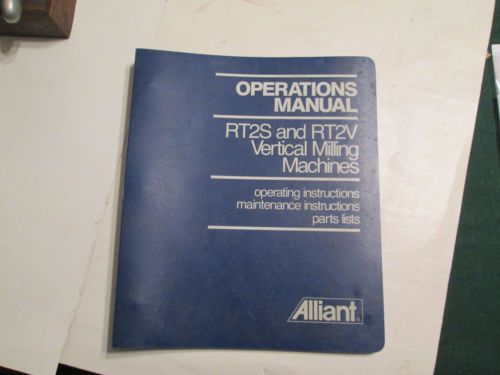 OPERATIONS
MANUAL
RT2S and RT2V
Vertical Milling
Machines
operating instructions
maintenance instructions
parts lists
Alliant